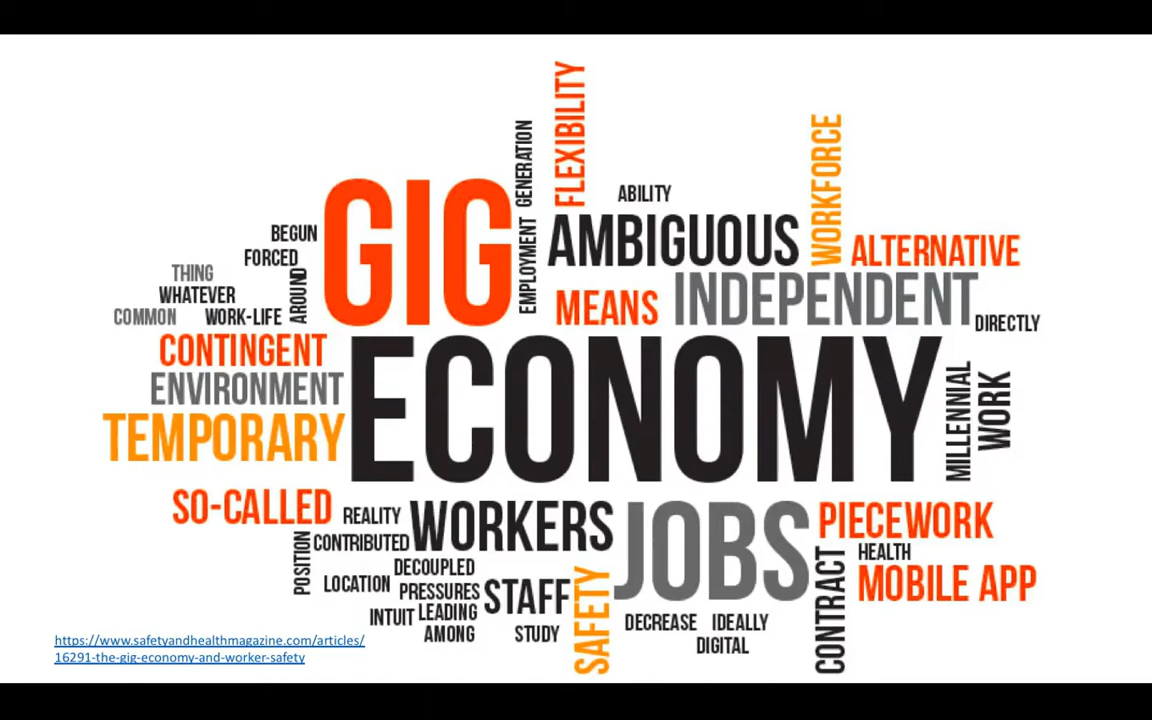 FLEXIBILITY
GENERATION
WORKFORCE
GIG
ABILITY
EMPLOYMENT
AMBIGUOUS
ALTERNATIVE
BEGUN
FORCED
THING
AROUND
MEANS
INDEPENDENT
WHATEVER
COMMON
WORK-LIFE
DIRECTLY
CONTINGENT
ECONOMY
ENVIRONMENT
MILLENNIAL
WORK
TEMPORARY
SO-CALLED
REALITY
WORKERS
JOBS
PIECEWORK
POSITION
CONTRIBUTED
HEALTH
DECOUPLED
LOCATION
PRESSURES
STAFF
SAFETY
CONTRACT
MOBILE APP
INTUIT
LEADING
AMONG
STUDY
DECREASE
IDEALLY
DIGITAL
https://www.safetyandhealthmagazine.com/articles/
16291-the-gig-economy-and-worker-safety